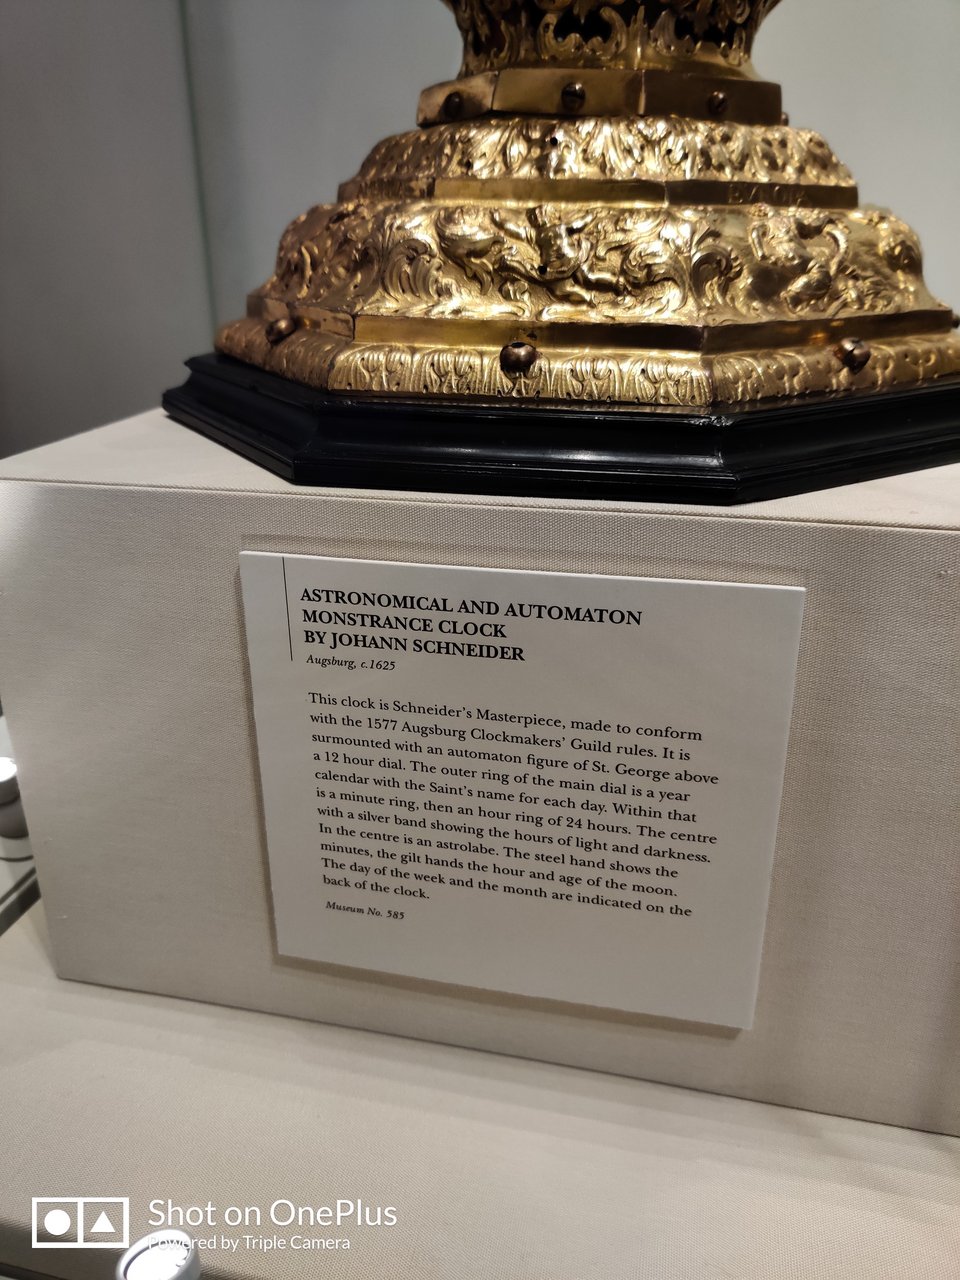 ASTRONOMICAL AND AUTOMATON
MONSTRANCE CLOCK
BY JOHANN SCHNEIDER
Augsburg, c.1625
This clock is Schneider's Masterpiece, made to conform
with the 1577 Augsburg Clockmakers' Guild rules. It is
surmounted with an automaton figure of St. George above
a 12 hour dial. The outer ring of the main dial is a year
calendar with the Saint's name for each day. Within that
is a minute ring, then an hour ring of 24 hours. The centre
with a silver band showing the hours of light and darkness.
In the centre is an astrolabe. The steel hand shows the
minutes, the gilt hands the hour and age of the moon.
The day of the week and the month are indicated on the
back of the clock.
Museum No. 585
Shot on OnePlus
Powered by Triple Camera